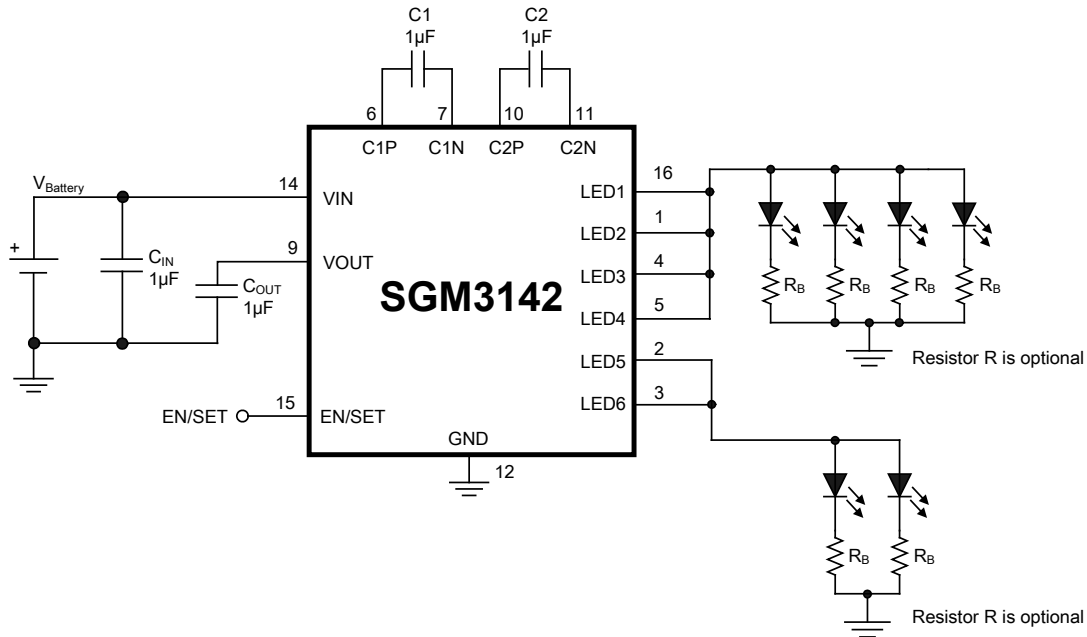 C1
1µF
C2
1µF
6
7
10
11
C1P
C1N
C2P
C2N
VBattery
14
VIN
LED1
16
LED2
1
9
VOUT
CIN
1µF
COUT
1µF
SGM3142
LED3
4
LED4
5
RB
RB
RB
RB
Resistor R is optional
LED5
2
LED6
3
+
EN/SET
15
EN/SET
GND
12
RB
RB
Resistor R is optional